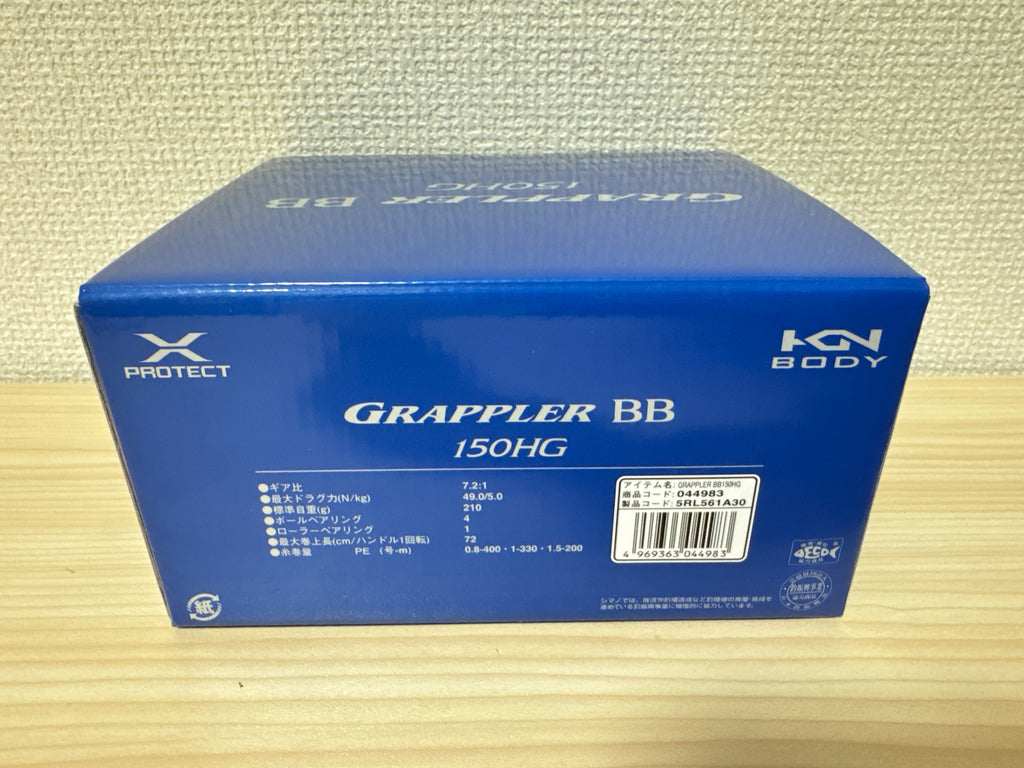 GRAPPLER BB
150HG
X
PROTECT
HGN
BODY
GRAPPLER BB
150HG
●ギア比 7.2:1
●最大ドラグ力(N/kg) 49.0/5.0
●標準自重(g) 210
●ボールベアリング 4
●ローラーベアリング 1
●最大巻上長(cm/ハンドル1回転) 72
●糸巻量 PE (号-m) 0.8-400・1-330・1.5-200
アイテム名: GRAPPLER BB150HG
商品コード: 044983
製品コード: 5RL561A30
4 969363 044983
紙